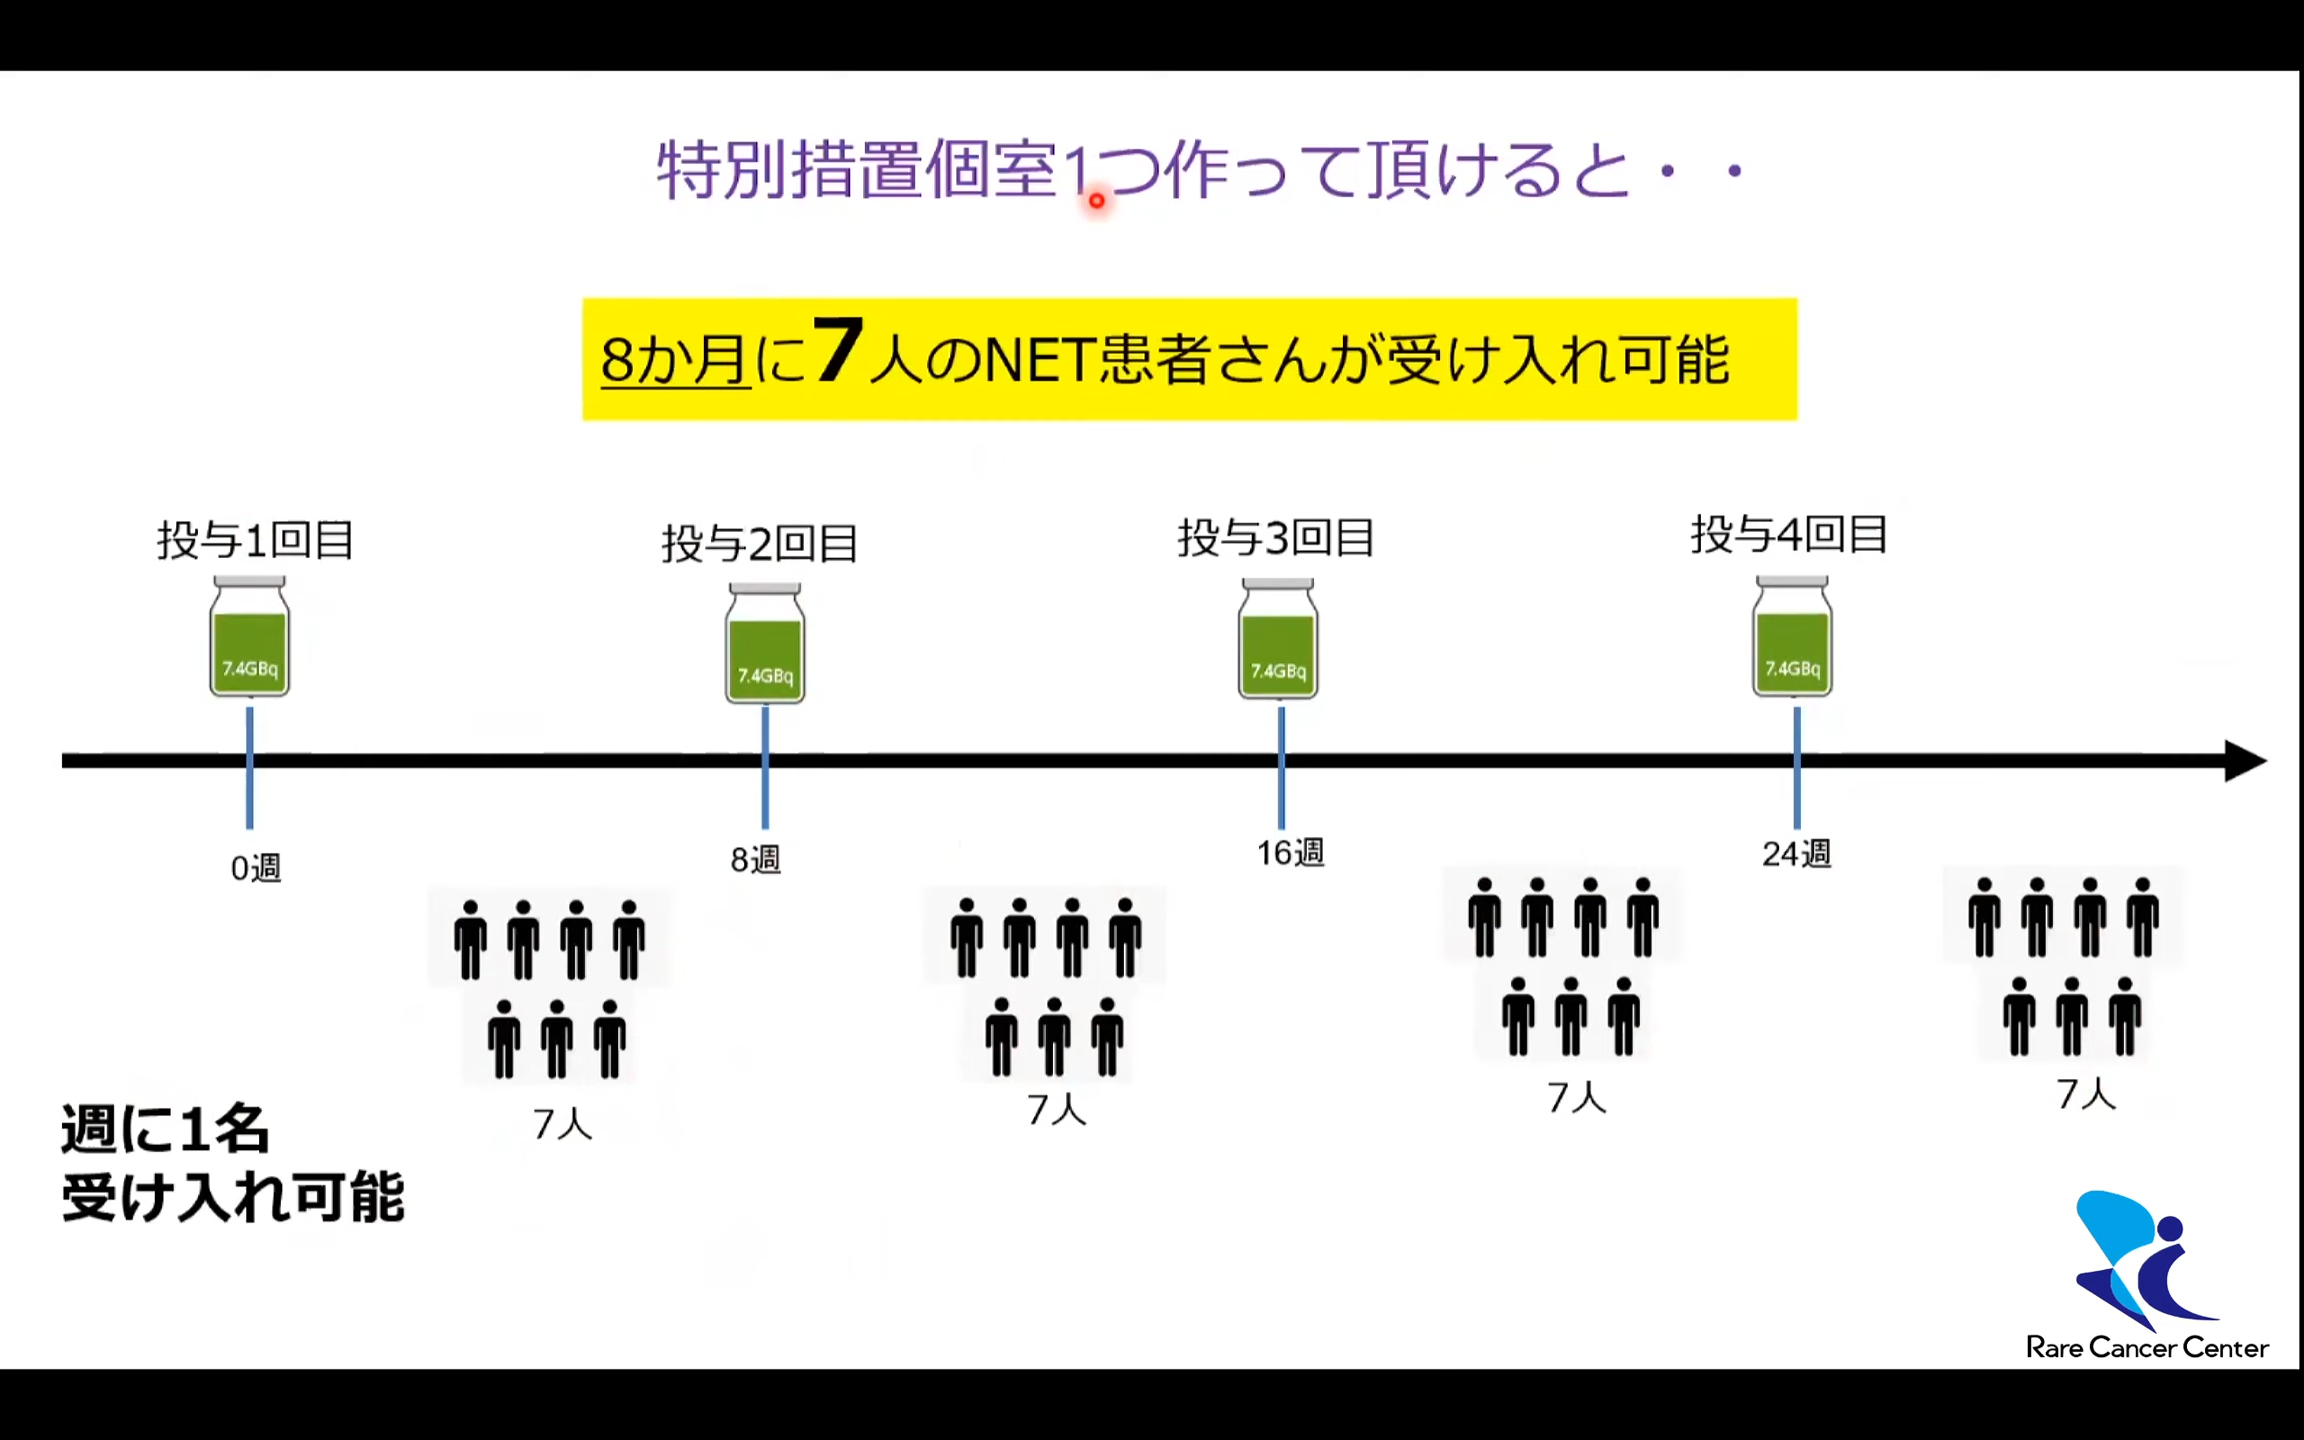 特別措置個室1つ作って頂けると・・
8か月に7人のNET患者さんが受け入れ可能
投与1回目
投与2回目
投与3回目
投与4回目
7.4GBq
7.4GBq
7.4GBq
7.4GBq
0週
8週
16週
24週
7人
7人
7人
7人
週に1名
受け入れ可能
Rare Cancer Center